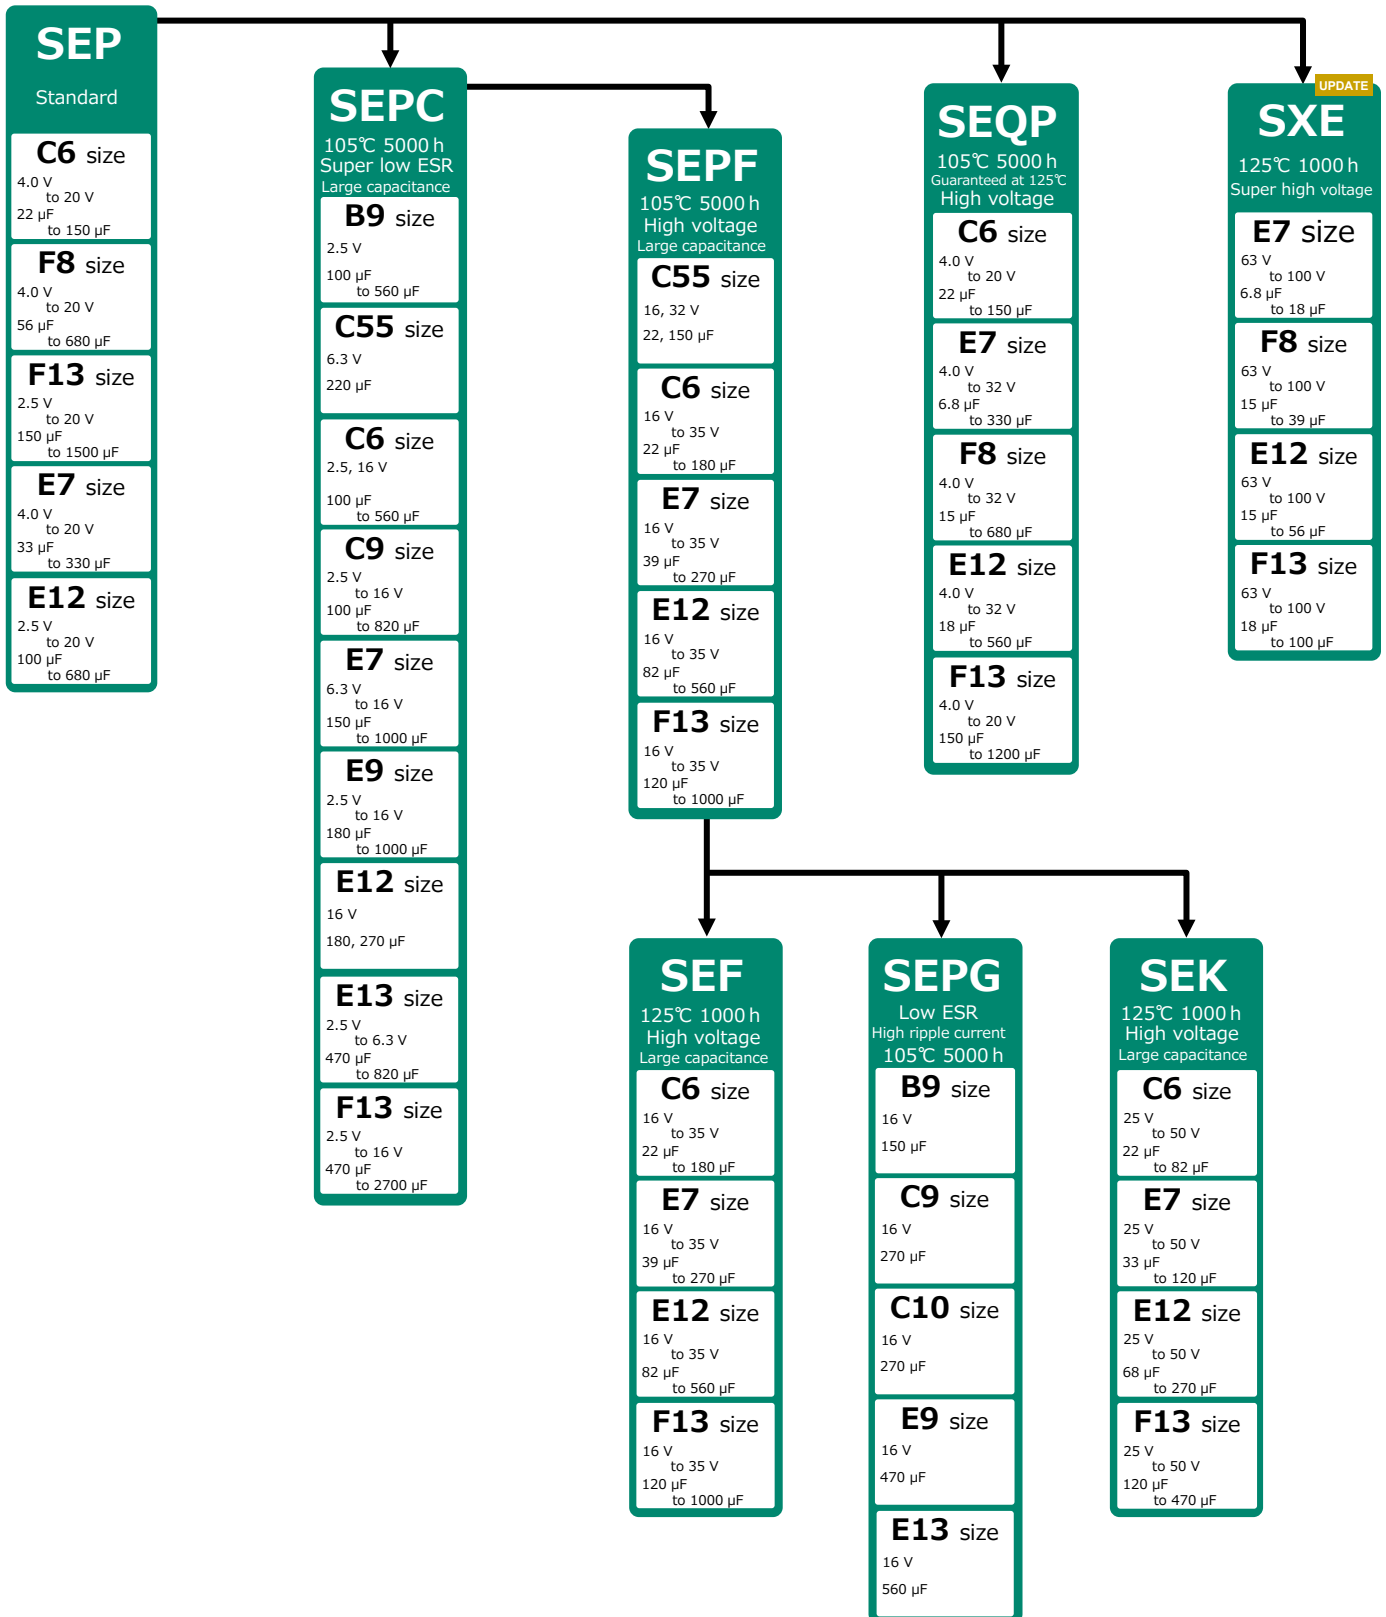 SEP
Standard
C6 size
4.0 V
to 20 V
22 µF
to 150 µF
F8 size
4.0 V
to 20 V
56 µF
to 680 µF
F13 size
2.5 V
to 20 V
150 µF
to 1500 µF
E7 size
4.0 V
to 20 V
33 µF
to 330 µF
E12 size
2.5 V
to 20 V
100 µF
to 680 µF
SEPC
105℃ 5000 h
Super low ESR
Large capacitance
B9 size
2.5 V
100 µF
to 560 µF
C55 size
6.3 V
220 µF
C6 size
2.5, 16 V
100 µF
to 560 µF
C9 size
2.5 V
to 16 V
100 µF
to 820 µF
E7 size
6.3 V
to 16 V
150 µF
to 1000 µF
E9 size
2.5 V
to 16 V
180 µF
to 1000 µF
E12 size
16 V
180, 270 µF
E13 size
2.5 V
to 6.3 V
470 µF
to 820 µF
F13 size
2.5 V
to 16 V
470 µF
to 2700 µF
SEPF
105℃ 5000 h
High voltage
Large capacitance
C55 size
16, 32 V
22, 150 µF
C6 size
16 V
to 35 V
22 µF
to 180 µF
E7 size
16 V
to 35 V
39 µF
to 270 µF
E12 size
16 V
to 35 V
82 µF
to 560 µF
F13 size
16 V
to 35 V
120 µF
to 1000 µF
SEQP
105℃ 5000 h
Guaranteed at 125℃
High voltage
C6 size
4.0 V
to 20 V
22 µF
to 150 µF
E7 size
4.0 V
to 32 V
6.8 µF
to 330 µF
F8 size
4.0 V
to 32 V
15 µF
to 680 µF
E12 size
4.0 V
to 32 V
18 µF
to 560 µF
F13 size
4.0 V
to 20 V
150 µF
to 1200 µF
UPDATE
SXE
125℃ 1000 h
Super high voltage
E7 size
63 V
to 100 V
6.8 µF
to 18 µF
F8 size
63 V
to 100 V
15 µF
to 39 µF
E12 size
63 V
to 100 V
15 µF
to 56 µF
F13 size
63 V
to 100 V
18 µF
to 100 µF
SEF
125℃ 1000 h
High voltage
Large capacitance
C6 size
16 V
to 35 V
22 µF
to 180 µF
E7 size
16 V
to 35 V
39 µF
to 270 µF
E12 size
16 V
to 35 V
82 µF
to 560 µF
F13 size
16 V
to 35 V
120 µF
to 1000 µF
SEPG
Low ESR
High ripple current
105℃ 5000 h
B9 size
16 V
150 µF
C9 size
16 V
270 µF
C10 size
16 V
270 µF
E9 size
16 V
470 µF
E13 size
16 V
560 µF
SEK
125℃ 1000 h
High voltage
Large capacitance
C6 size
25 V
to 50 V
22 µF
to 82 µF
E7 size
25 V
to 50 V
33 µF
to 120 µF
E12 size
25 V
to 50 V
68 µF
to 270 µF
F13 size
25 V
to 50 V
120 µF
to 470 µF